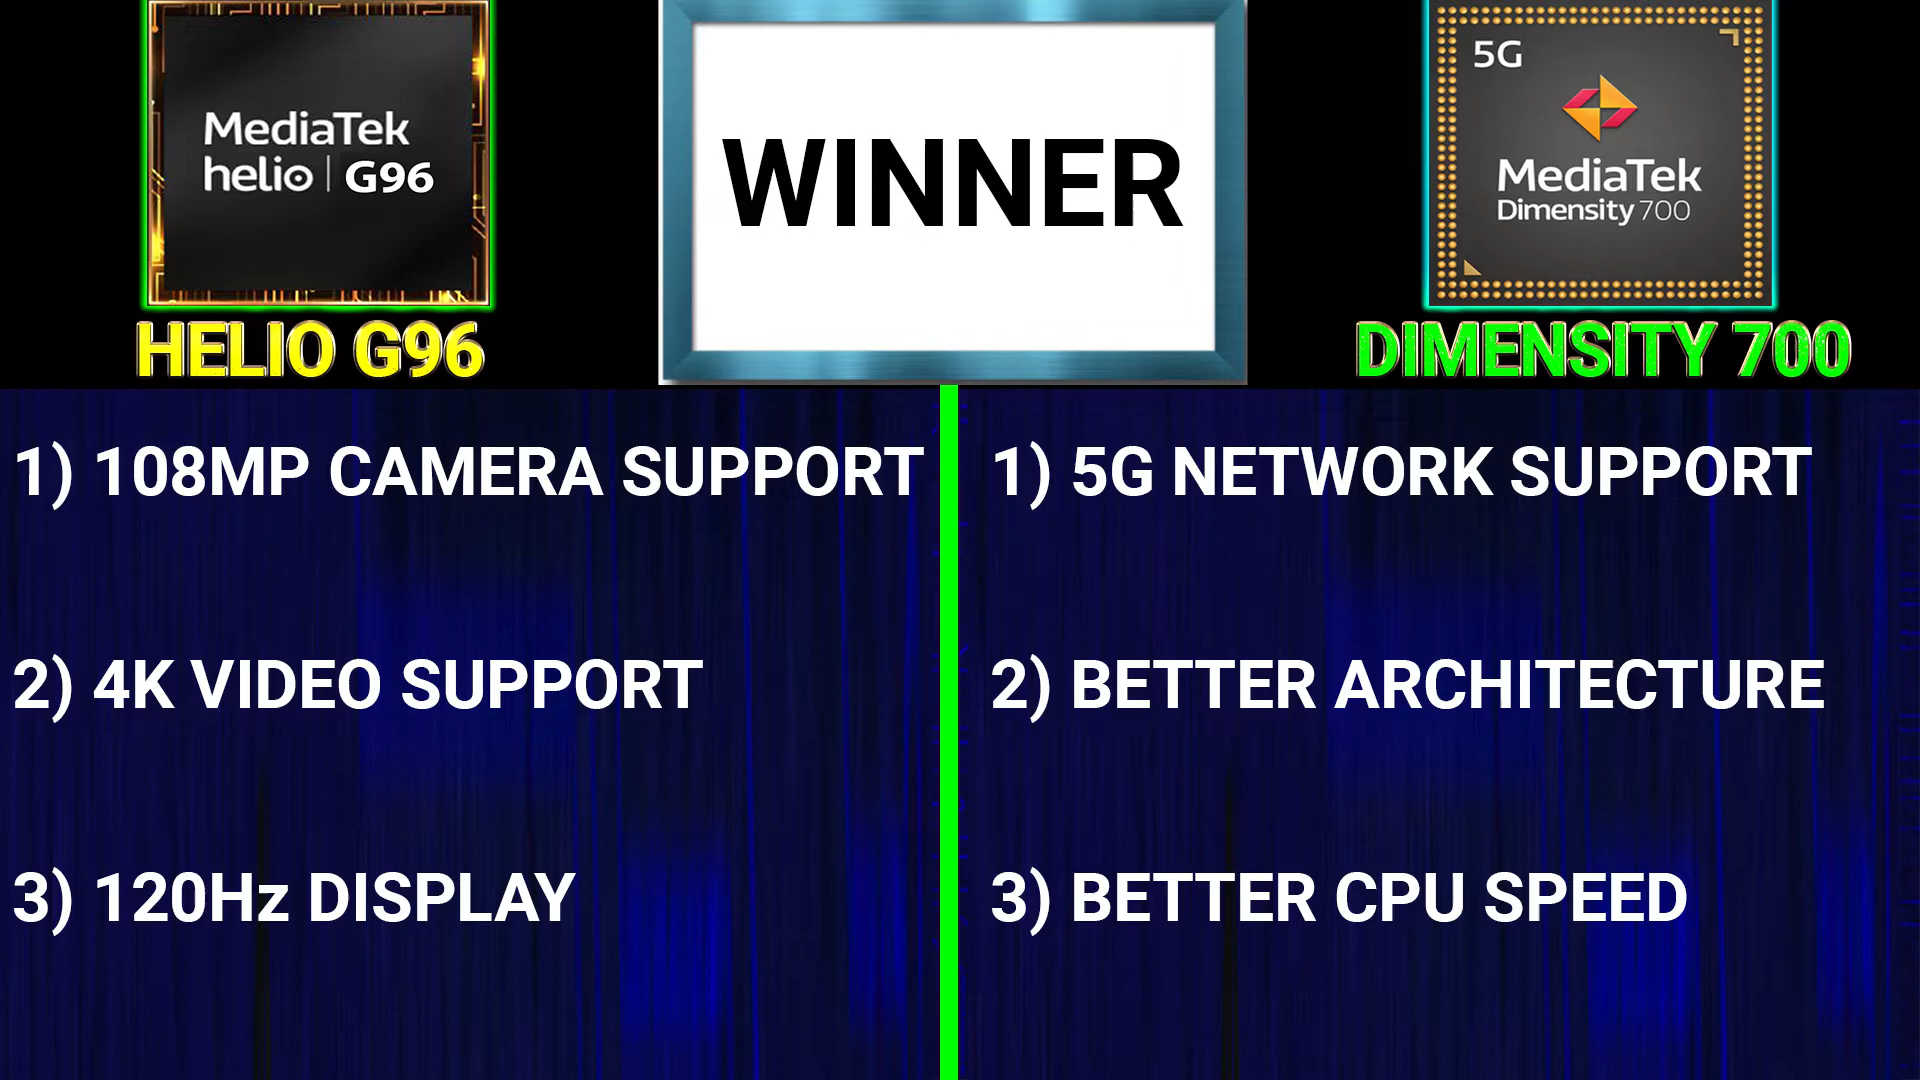 MediaTek
helio | G96
HELIO G96
WINNER
5G
MediaTek
Dimensity 700
DIMENSITY 700
1) 108MP CAMERA SUPPORT
2) 4K VIDEO SUPPORT
3) 120Hz DISPLAY
1) 5G NETWORK SUPPORT
2) BETTER ARCHITECTURE
3) BETTER CPU SPEED